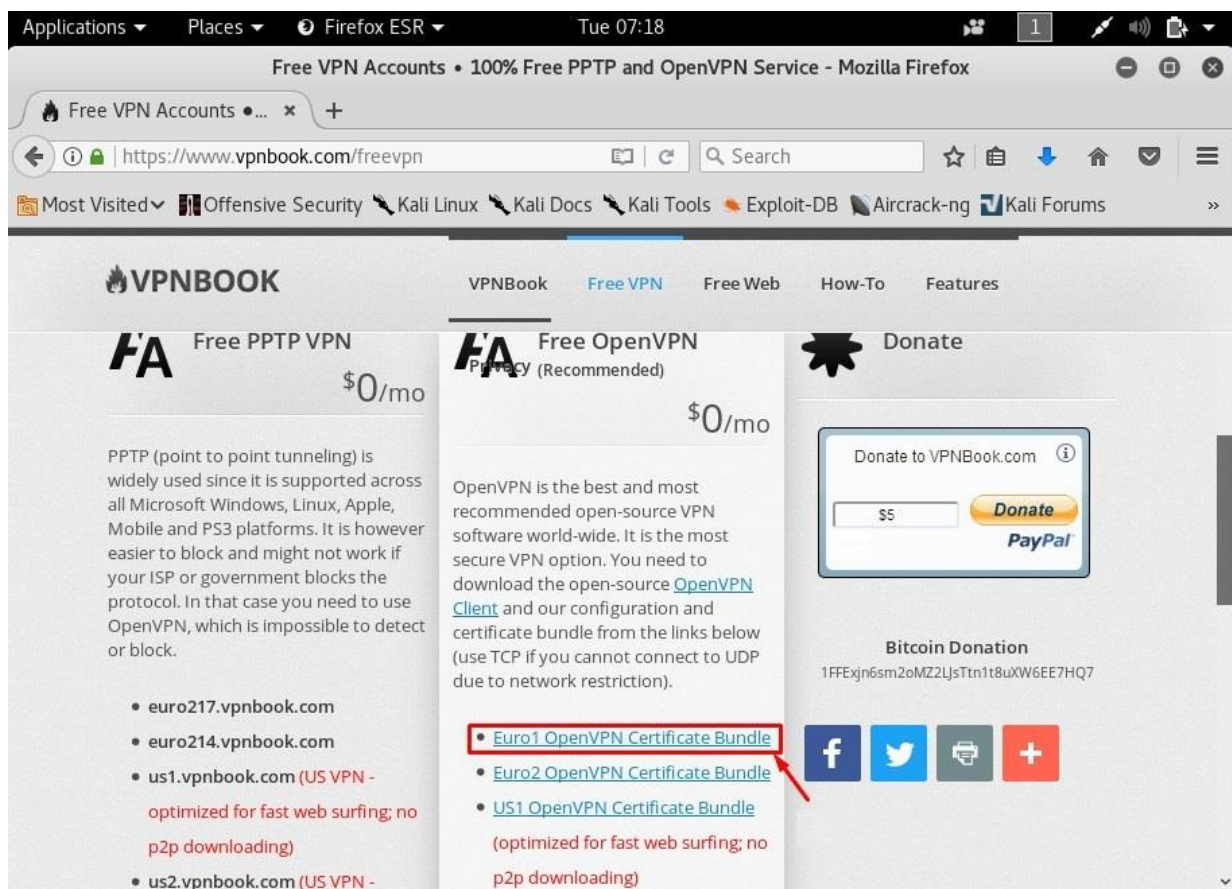 Applications Places Firefox ESR Tue 07:18 1
Free VPN Accounts • 100% Free PPTP and OpenVPN Service - Mozilla Firefox
Free VPN Accounts •... × +
https://www.vpnbook.com/freevpn Search
Most Visited Offensive Security Kali Linux Kali Docs Kali Tools Exploit-DB Aircrack-ng Kali Forums »
VPNBOOK VPNBook Free VPN Free Web How-To Features
Free PPTP VPN
$0/mo
PPTP (point to point tunneling) is
widely used since it is supported across
all Microsoft Windows, Linux, Apple,
Mobile and PS3 platforms. It is however
easier to block and might not work if
your ISP or government blocks the
protocol. In that case you need to use
OpenVPN, which is impossible to detect
or block.
• euro217.vpnbook.com
• euro214.vpnbook.com
• us1.vpnbook.com (US VPN -
optimized for fast web surfing; no
p2p downloading)
• us2.vpnbook.com (US VPN -
Free OpenVPN
Privacy (Recommended)
$0/mo
OpenVPN is the best and most
recommended open-source VPN
software world-wide. It is the most
secure VPN option. You need to
download the open-source OpenVPN
Client and our configuration and
certificate bundle from the links below
(use TCP if you cannot connect to UDP
due to network restriction).
• Euro1 OpenVPN Certificate Bundle
• Euro2 OpenVPN Certificate Bundle
• US1 OpenVPN Certificate Bundle
(optimized for fast web surfing; no
p2p downloading)
Donate
Donate to VPNBook.com
$5 Donate
PayPal
Bitcoin Donation
1FFExjn6sm2oMZ2LJsTtn1t8uXW6EE7HQ7